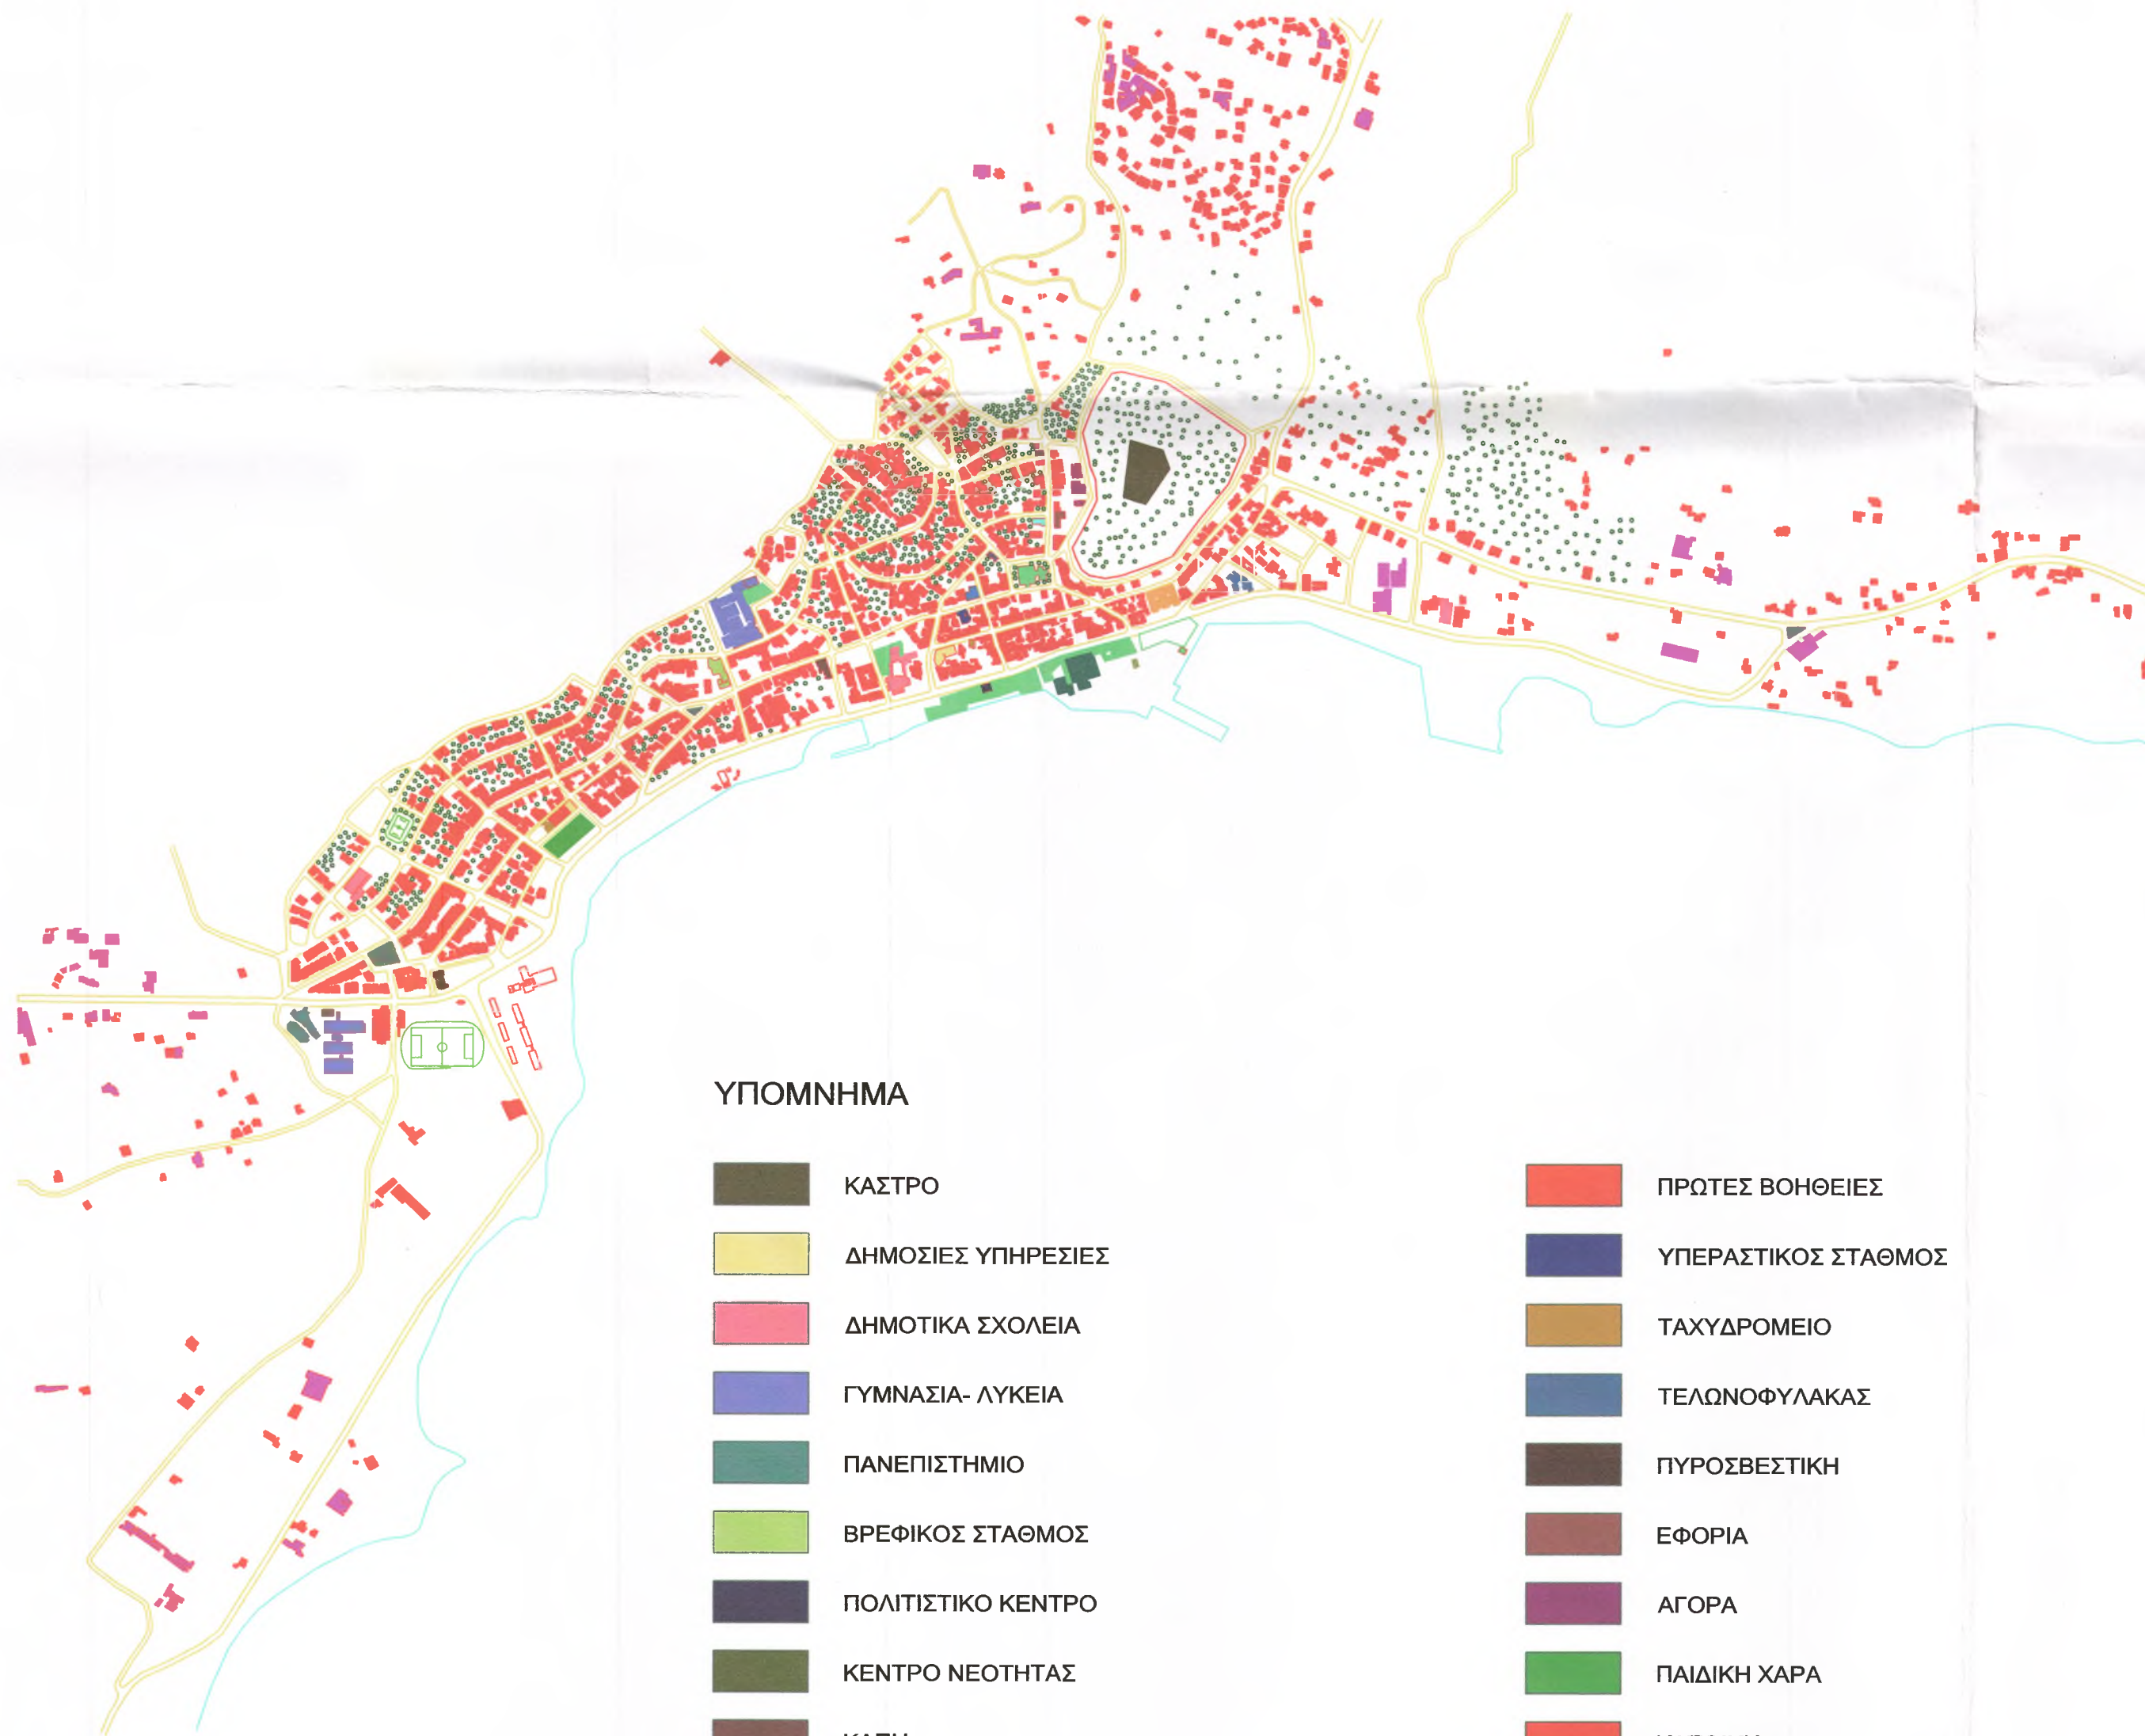 ΥΠΟΜΝΗΜΑ
ΚΑΣΤΡΟ
ΔΗΜΟΣΙΕΣ ΥΠΗΡΕΣΙΕΣ
ΔΗΜΟΤΙΚΑ ΣΧΟΛΕΙΑ
ΓΥΜΝΑΣΙΑ- ΛΥΚΕΙΑ
ΠΑΝΕΠΙΣΤΗΜΙΟ
ΒΡΕΦΙΚΟΣ ΣΤΑΘΜΟΣ
ΠΟΛΙΤΙΣΤΙΚΟ ΚΕΝΤΡΟ
ΚΕΝΤΡΟ ΝΕΟΤΗΤΑΣ
ΠΡΩΤΕΣ ΒΟΗΘΕΙΕΣ
ΥΠΕΡΑΣΤΙΚΟΣ ΣΤΑΘΜΟΣ
ΤΑΧΥΔΡΟΜΕΙΟ
ΤΕΛΩΝΟΦΥΛΑΚΑΣ
ΠΥΡΟΣΒΕΣΤΙΚΗ
ΕΦΟΡΙΑ
ΑΓΟΡΑ
ΠΑΙΔΙΚΗ ΧΑΡΑ